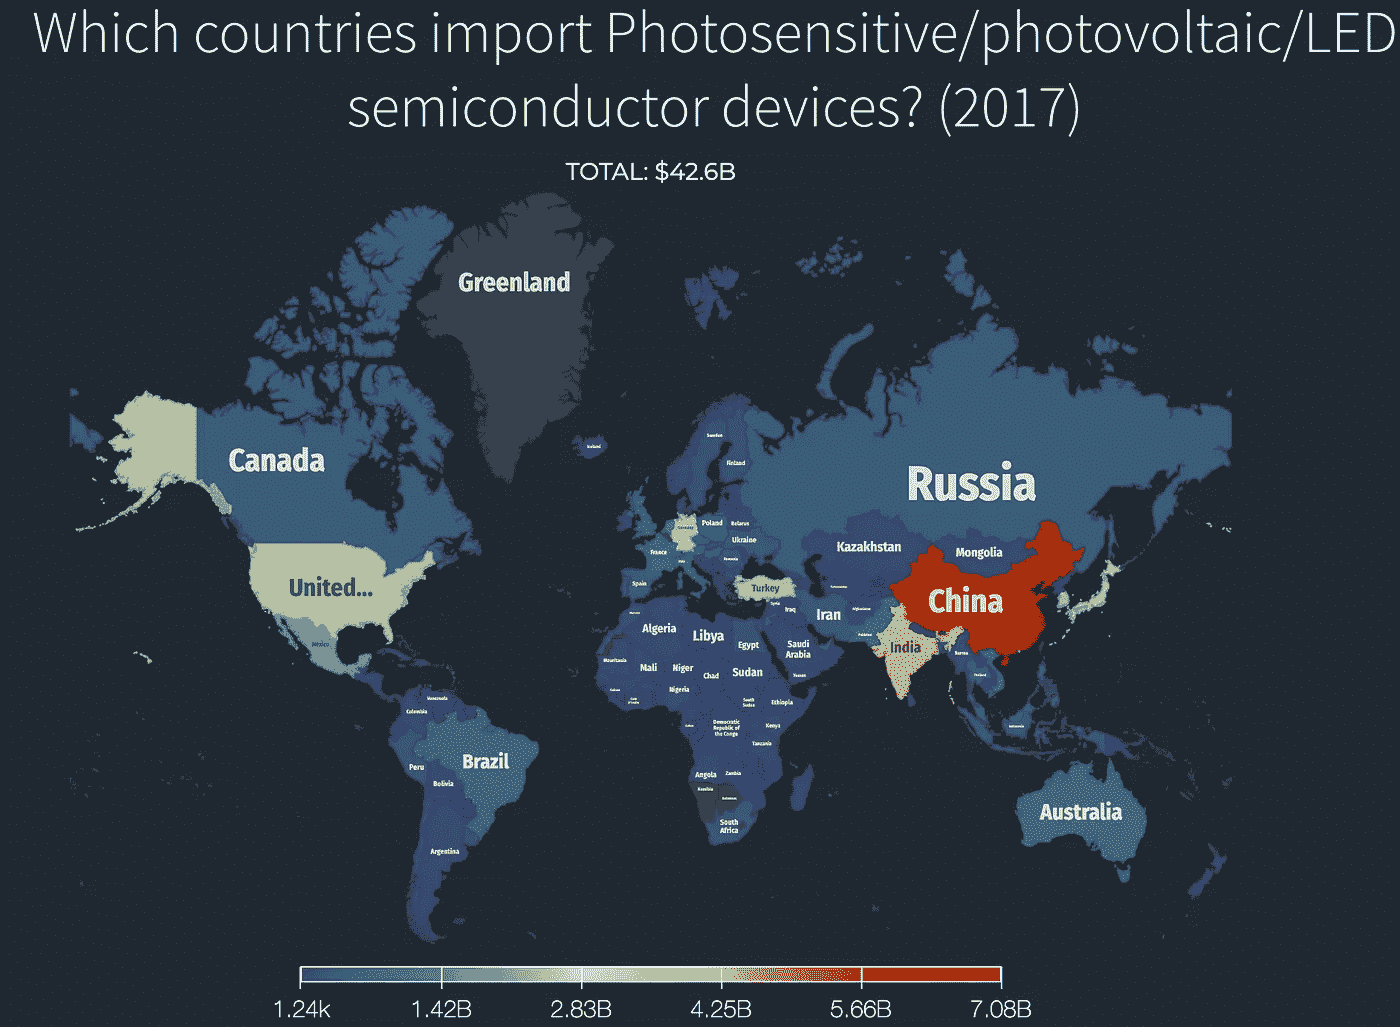 Which countries import Photosensitive/photovoltaic/LED
semiconductor devices? (2017)
TOTAL: $42.6B
Greenland
Canada
Russia
Iceland
Sweden
Finland
United...
Mexico
Germany
Poland
Belarus
Ukraine
France
Italy
Romania
Spain
Turkey
Kazakhstan
Mongolia
China
Turkmenistan
Syria
Iraq
Iran
Afghanistan
Pakistan
India
Burma
Thailand
Indonesia
Algeria
Libya
Egypt
Saudi
Arabia
Yemen
Mauritania
Mali
Niger
Chad
Sudan
Nigeria
South
Sudan
Ethiopia
Democratic
Republic of
the Congo
Kenya
Tanzania
Angola
Zambia
Namibia
Botswana
South
Africa
Venezuela
Colombia
Brazil
Peru
Bolivia
Argentina
Australia
1.24k
1.42B
2.83B
4.25B
5.66B
7.08B